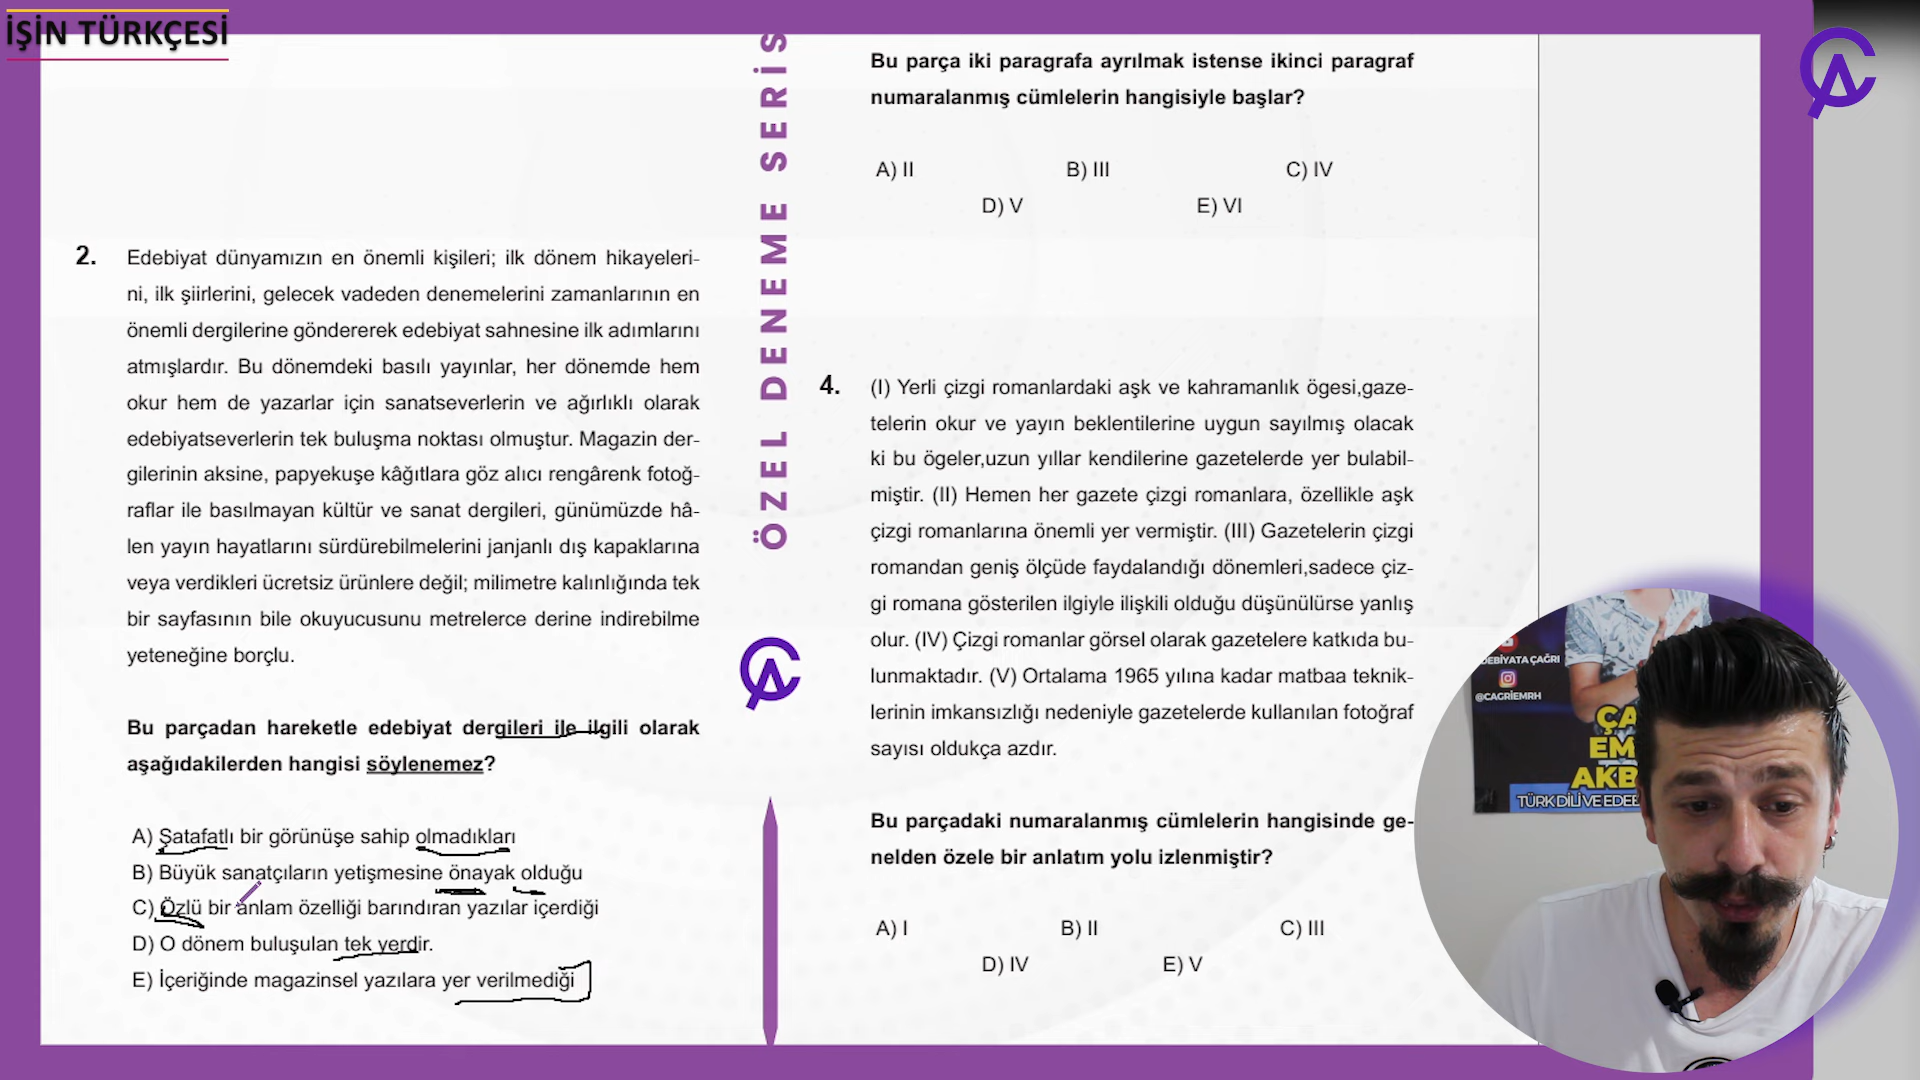 İŞİN TÜRKÇESİ
ÖZEL DENEME SERİS
2. Edebiyat dünyamızın en önemli kişileri; ilk dönem hikayeleri-
ni, ilk şiirlerini, gelecek vadeden denemelerini zamanlarının en
önemli dergilerine göndererek edebiyat sahnesine ilk adımlarını
atmışlardır. Bu dönemdeki basılı yayınlar, her dönemde hem
okur hem de yazarlar için sanatseverlerin ve ağırlıklı olarak
edebiyatseverlerin tek buluşma noktası olmuştur. Magazin der-
gilerinin aksine, papyekuşe kâğıtlara göz alıcı rengârenk fotoğ-
raflar ile basılmayan kültür ve sanat dergileri, günümüzde hâ-
len yayın hayatlarını sürdürebilmelerini janjanlı dış kapaklarına
veya verdikleri ücretsiz ürünlere değil; milimetre kalınlığında tek
bir sayfasının bile okuyucusunu metrelerce derine indirebilme
yeteneğine borçlu.
Bu parçadan hareketle edebiyat dergileri ile ilgili olarak
aşağıdakilerden hangisi söylenemez?
A) Şatafatlı bir görünüşe sahip olmadıkları
B) Büyük sanatçıların yetişmesine önayak olduğu
C) Özlü bir anlam özelliği barındıran yazılar içerdiği
D) O dönem buluşulan tek yerdir.
E) İçeriğinde magazinsel yazılara yer verilmediği
Bu parça iki paragrafa ayrılmak istense ikinci paragraf
numaralanmış cümlelerin hangisiyle başlar?
A) II B) III C) IV
D) V E) VI
4. (I) Yerli çizgi romanlardaki aşk ve kahramanlık ögesi,gaze-
telerin okur ve yayın beklentilerine uygun sayılmış olacak
ki bu ögeler,uzun yıllar kendilerine gazetelerde yer bulabil-
miştir. (II) Hemen her gazete çizgi romanlara, özellikle aşk
çizgi romanlarına önemli yer vermiştir. (III) Gazetelerin çizgi
romandan geniş ölçüde faydalandığı dönemleri,sadece çiz-
gi romana gösterilen ilgiyle ilişkili olduğu düşünülürse yanlış
olur. (IV) Çizgi romanlar görsel olarak gazetelere katkıda bu-
lunmaktadır. (V) Ortalama 1965 yılına kadar matbaa teknik-
lerinin imkansızlığı nedeniyle gazetelerde kullanılan fotoğraf
sayısı oldukça azdır.
Bu parçadaki numaralanmış cümlelerin hangisinde ge-
nelden özele bir anlatım yolu izlenmiştir?
A) I B) II C) III
D) IV E) V
DEBİYATA ÇAĞRI
@CAGRİEMRH
ÇA
EM
AKB
TÜRK DİLİ VE EDEB